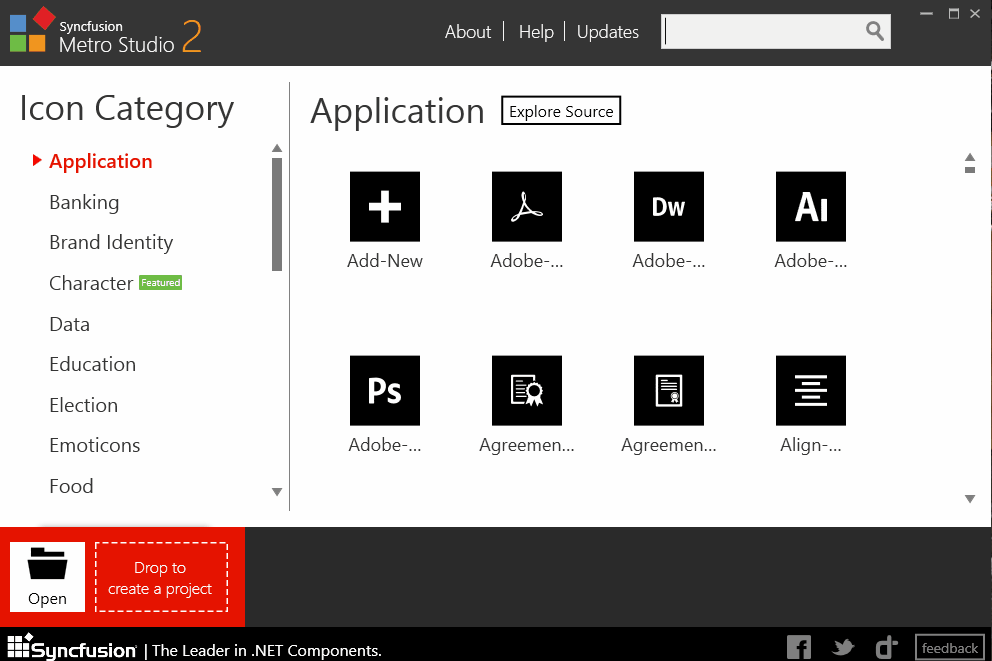 Syncfusion
Metro Studio 2
About
Help
Updates
Icon Category
Application
Banking
Brand Identity
Character Featured
Data
Education
Election
Emoticons
Food
Application
Explore Source
Add-New
Adobe-...
Dw
Adobe-...
Ai
Adobe-...
Ps
Adobe-...
Agreemen...
Agreemen...
Align-...
Open
Drop to
create a project
Syncfusion | The Leader in .NET Components.
feedback